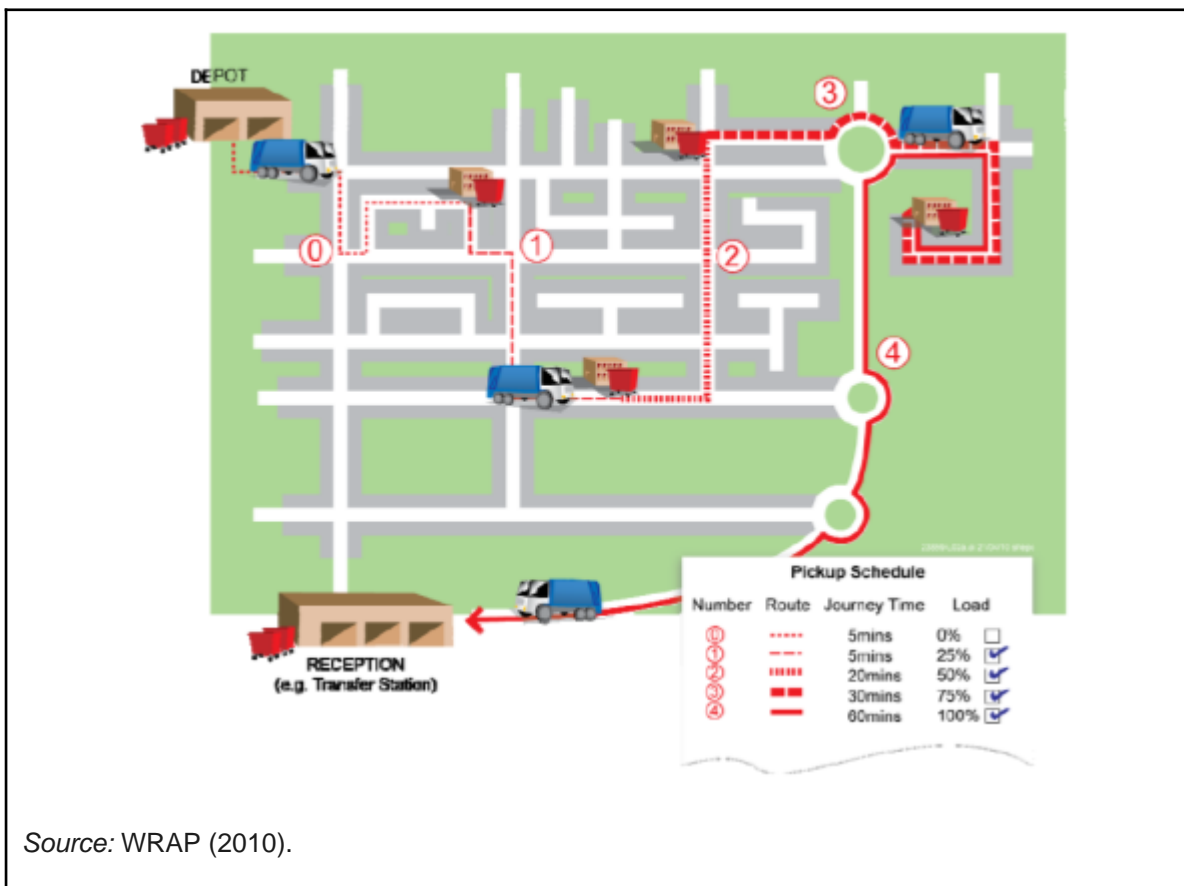 DEPOT
3
0
1
2
4
Pickup Schedule
Number Route Journey Time Load
0 5mins 0%
1 5mins 25%
2 20mins 50%
3 30mins 75%
4 60mins 100%
RECEPTION
(e.g. Transfer Station)
Source: WRAP (2010).